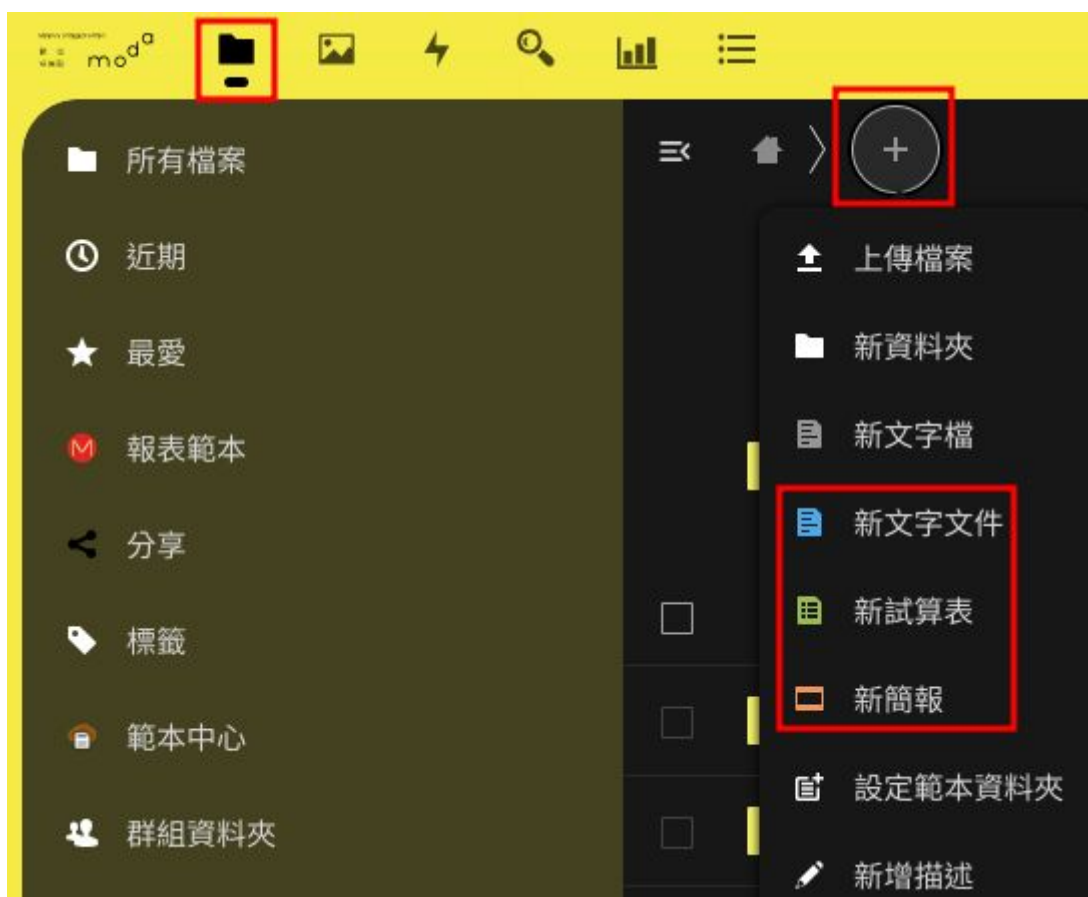 moda
所有檔案
近期
最愛
報表範本
分享
標籤
範本中心
群組資料夾
上傳檔案
新資料夾
新文字檔
新文字文件
新試算表
新簡報
設定範本資料夾
新增描述